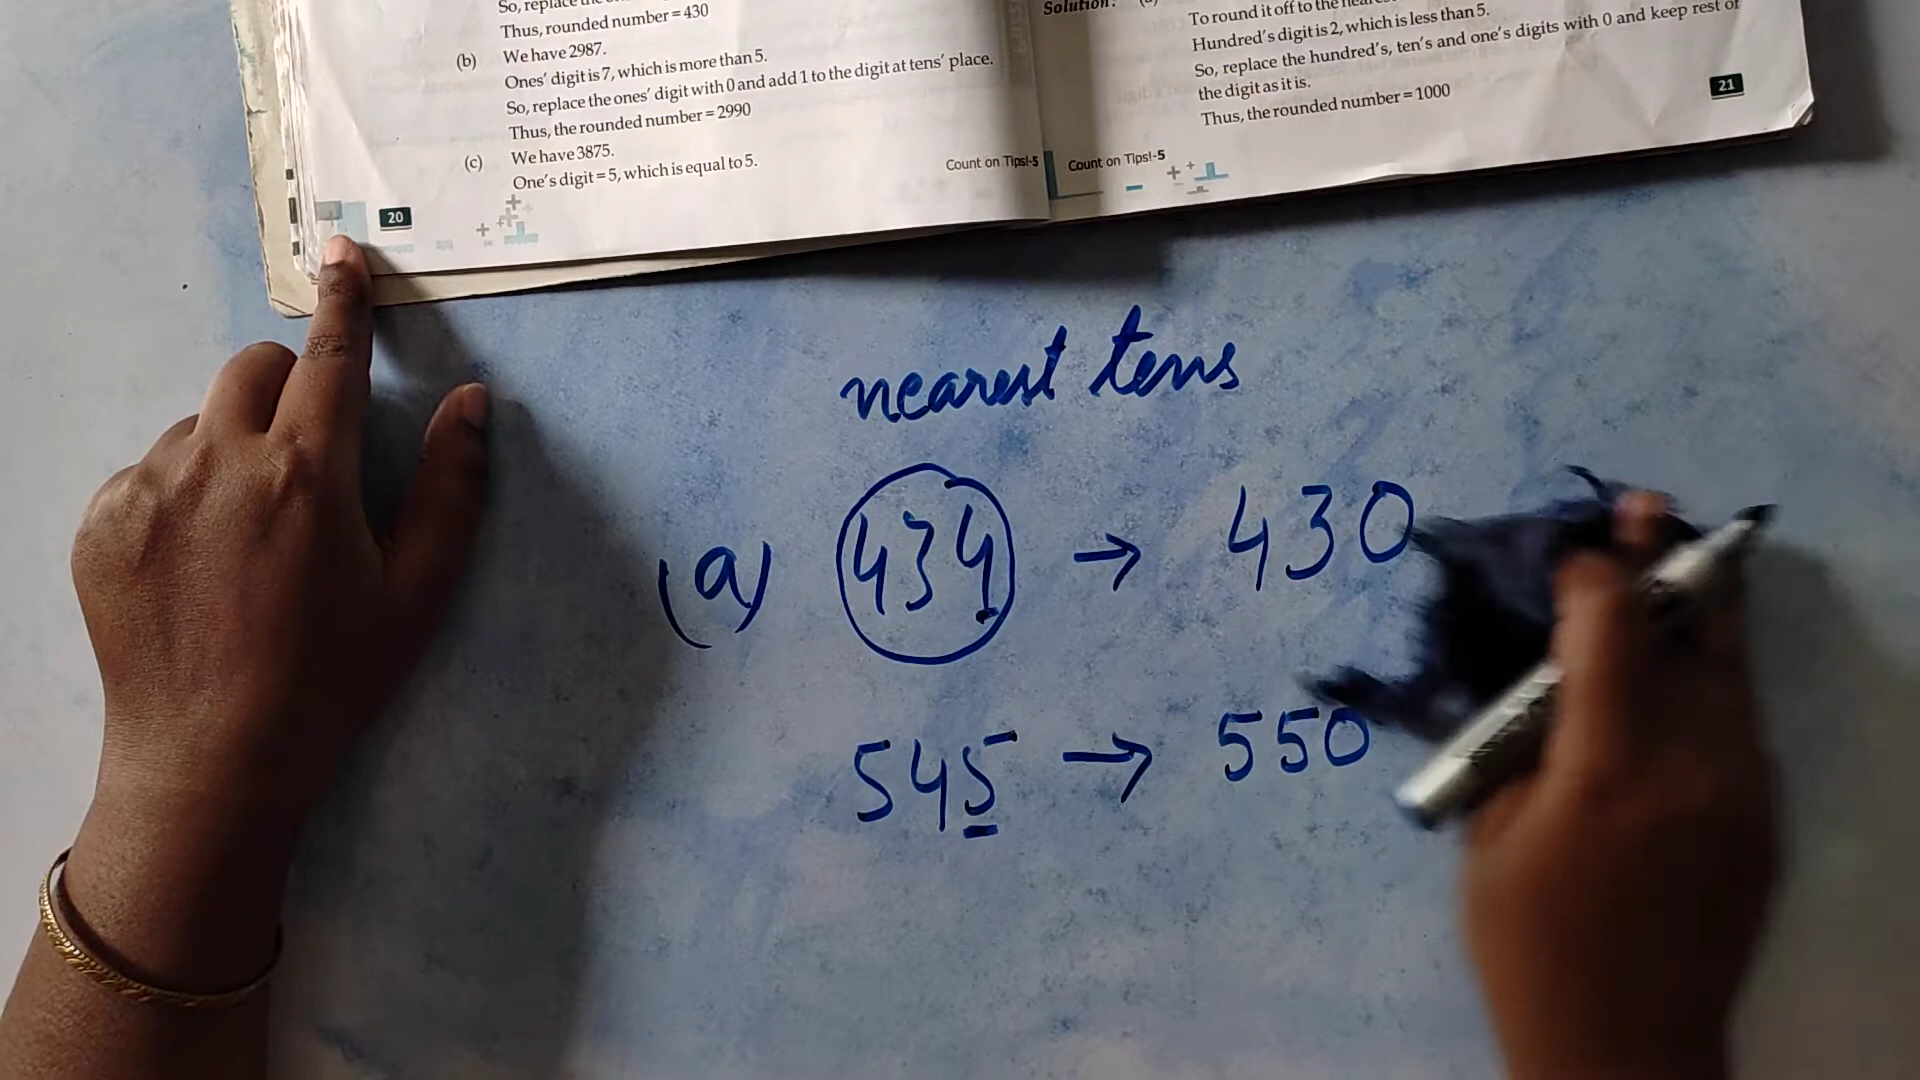 So, replace the
Thus, rounded number = 430
(b) We have 2987.
Ones' digit is 7, which is more than 5.
So, replace the ones' digit with 0 and add 1 to the digit at tens' place.
Thus, the rounded number = 2990
(c) We have 3875.
One's digit = 5, which is equal to 5.
Count on Tips!-5
20
Solution:
To round it off to the
Hundred's digit is 2, which is less than 5.
So, replace the hundred's, ten's and one's digits with 0 and keep rest of
the digit as it is.
Thus, the rounded number = 1000
21
Count on Tips!-5
nearest tens
(a) 434 → 430
545 → 550